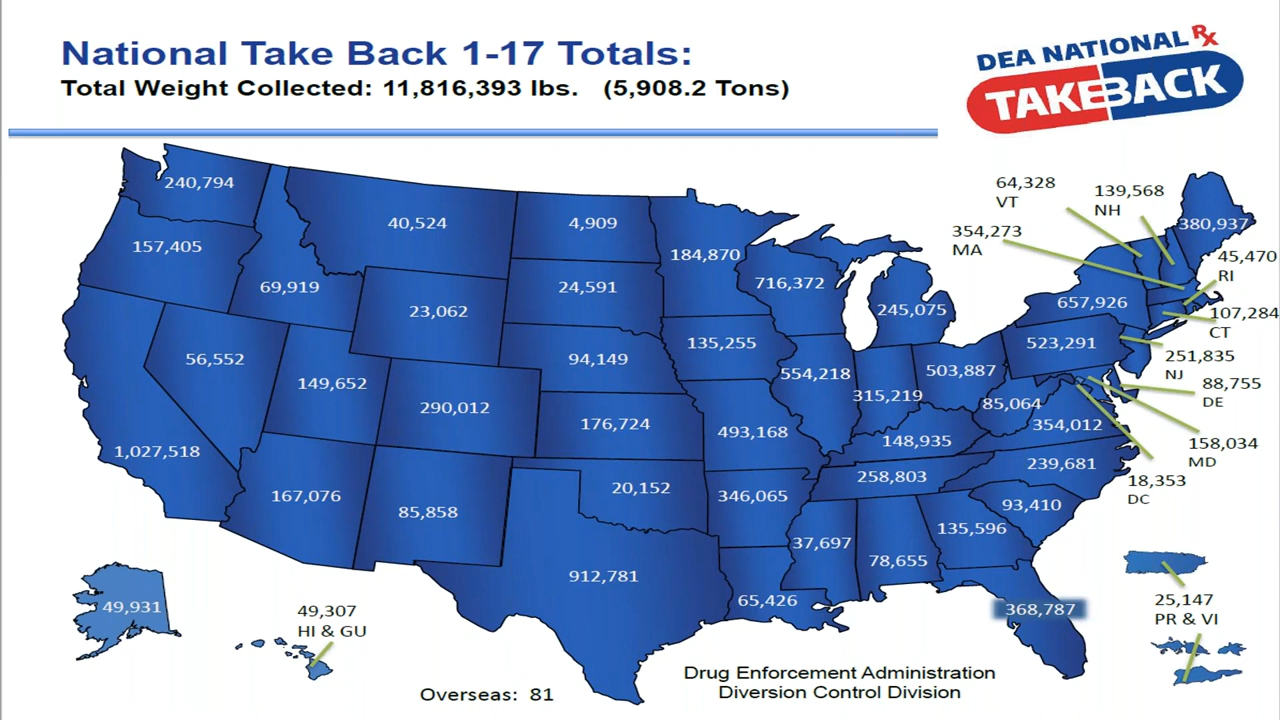 National Take Back 1-17 Totals:
Total Weight Collected: 11,816,393 lbs. (5,908.2 Tons)
DEA NATIONAL Rx
TAKEBACK
240,794
157,405
40,524
4,909
184,870
69,919
23,062
24,591
716,372
245,075
56,552
149,652
290,012
94,149
135,255
1,027,518
176,724
554,218
315,219
503,887
493,168
85,064
148,935
354,012
167,076
85,858
20,152
346,065
258,803
239,681
93,410
135,596
912,781
37,697
78,655
65,426
368,787
657,926
523,291
380,937
64,328
VT
139,568
NH
354,273
MA
45,470
RI
107,284
CT
251,835
NJ
88,755
DE
158,034
MD
18,353
DC
49,931
49,307
HI & GU
25,147
PR & VI
Overseas: 81
Drug Enforcement Administration
Diversion Control Division